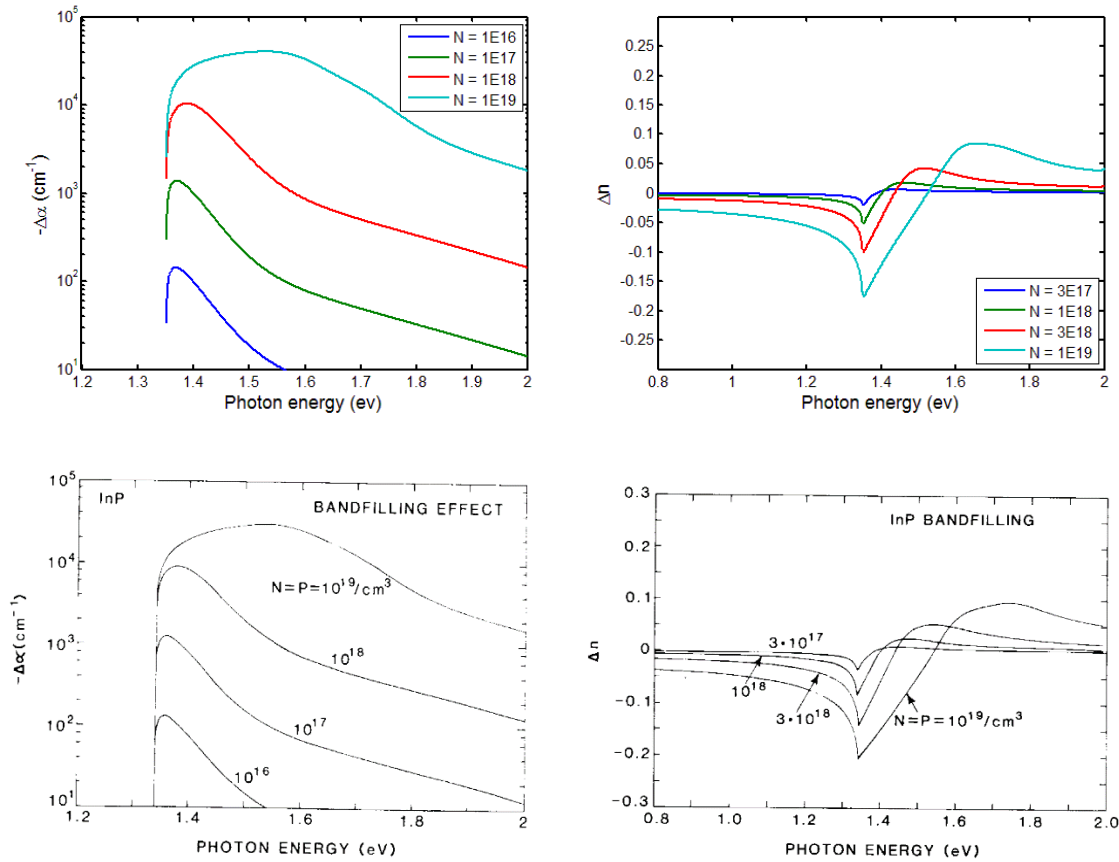 10^5
10^4
10^3
10^2
10^1
-Δα (cm^-1)
1.2 1.3 1.4 1.5 1.6 1.7 1.8 1.9 2
Photon energy (ev)
N = 1E16
N = 1E17
N = 1E18
N = 1E19
0.25
0.2
0.15
0.1
0.05
0
-0.05
-0.1
-0.15
-0.2
-0.25
Δn
0.8 1 1.2 1.4 1.6 1.8 2
Photon energy (ev)
N = 3E17
N = 1E18
N = 3E18
N = 1E19
10^5
10^4
10^3
10^2
10^1
-Δα(cm^-1)
InP
BANDFILLING EFFECT
N=P=10^19/cm^3
10^18
10^17
10^16
1.2 1.4 1.6 1.8 2
PHOTON ENERGY (eV)
0.3
0.2
0.1
0
-0.1
-0.2
-0.3
Δn
InP BANDFILLING
3•10^17
10^18
3•10^18
N=P=10^19/cm^3
0.8 1.0 1.2 1.4 1.6 1.8 2.0
PHOTON ENERGY (eV)